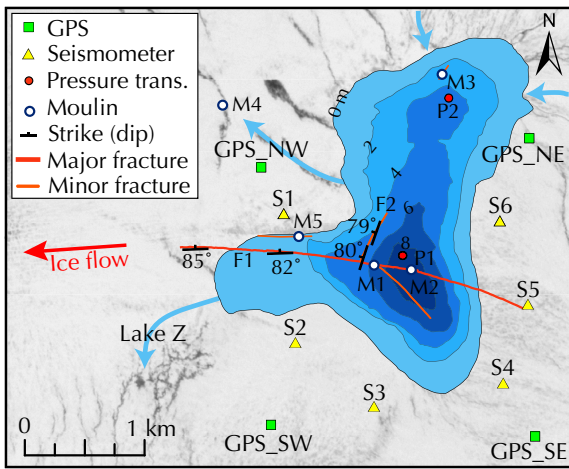 GPS
Seismometer
Pressure trans.
Moulin
Strike (dip)
Major fracture
Minor fracture
N
M3
P2
0 m
2
4
6
8
M4
GPS_NW
GPS_NE
S1
M5
79°
F2
80°
S6
P1
M1
M2
Ice flow
85°
F1
82°
S5
Lake Z
S2
S4
S3
0
1 km
GPS_SW
GPS_SE